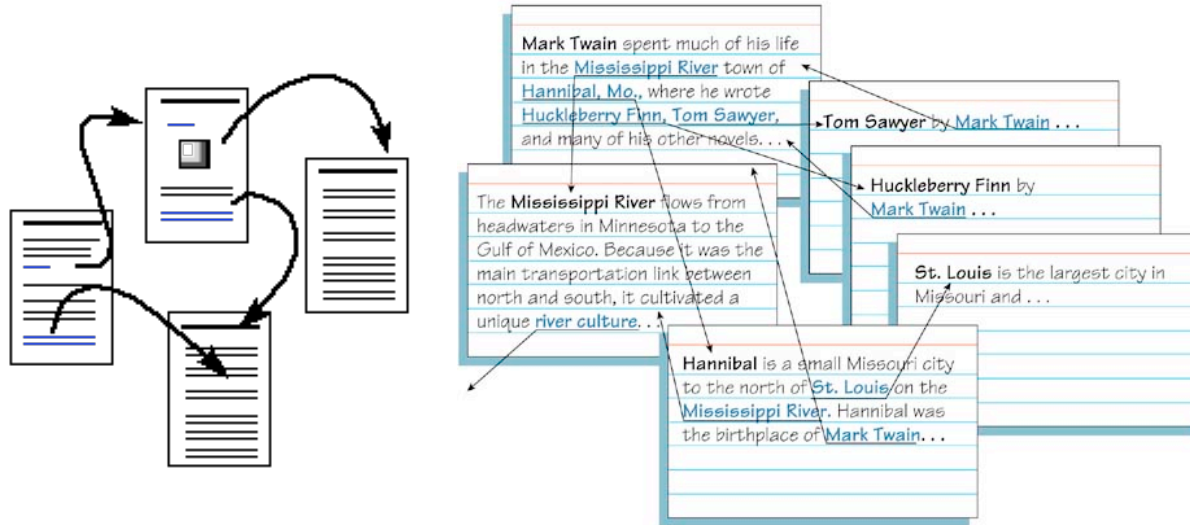 Mark Twain spent much of his life
in the Mississippi River town of
Hannibal, Mo., where he wrote
Huckleberry Finn, Tom Sawyer,
and many of his other novels. . .
Tom Sawyer by Mark Twain . . .
Huckleberry Finn by
Mark Twain . . .
The Mississippi River flows from
headwaters in Minnesota to the
Gulf of Mexico. Because it was the
main transportation link between
north and south, it cultivated a
unique river culture. . .
St. Louis is the largest city in
Missouri and . . .
Hannibal is a small Missouri city
to the north of St. Louis on the
Mississippi River. Hannibal was
the birthplace of Mark Twain. . .